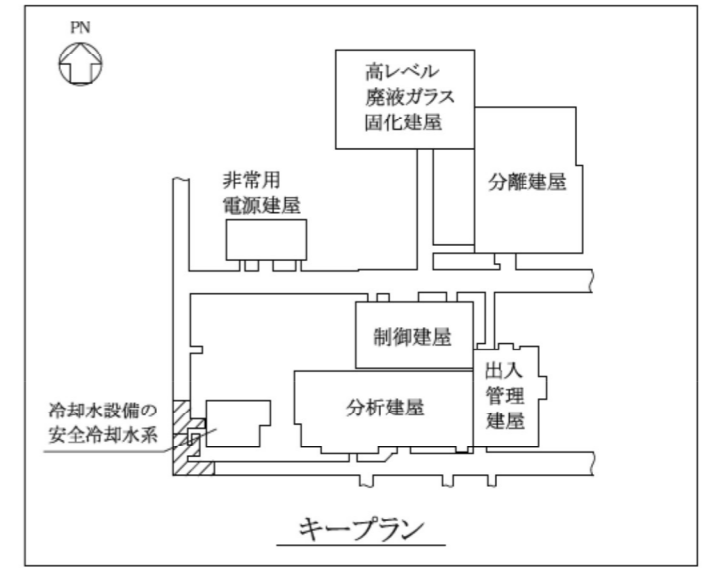 PN
高レベル
廃液ガラス
固化建屋
分離建屋
非常用
電源建屋
制御建屋
出入
管理
建屋
分析建屋
冷却水設備の
安全冷却水系
キープラン